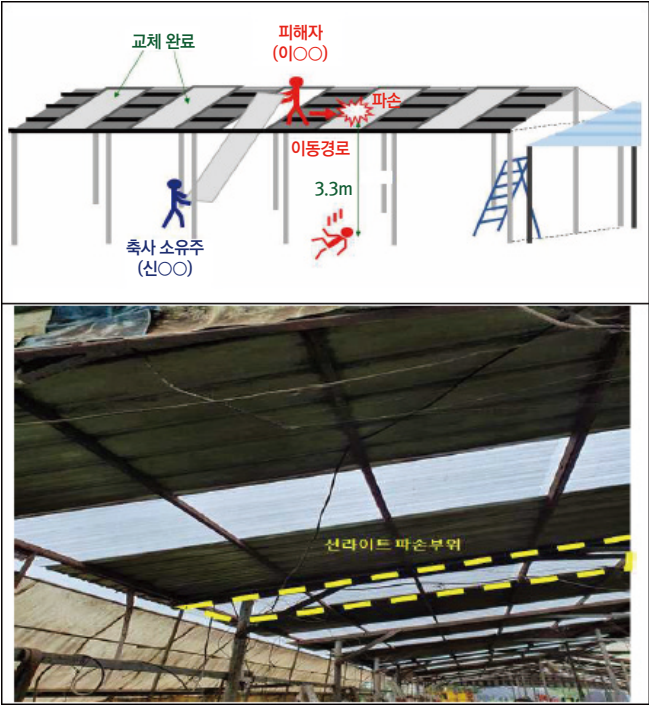 교체 완료
피해자
(이○○)
파손
이동경로
3.3m
축사 소유주
(신○○)
선라이트 파손부위